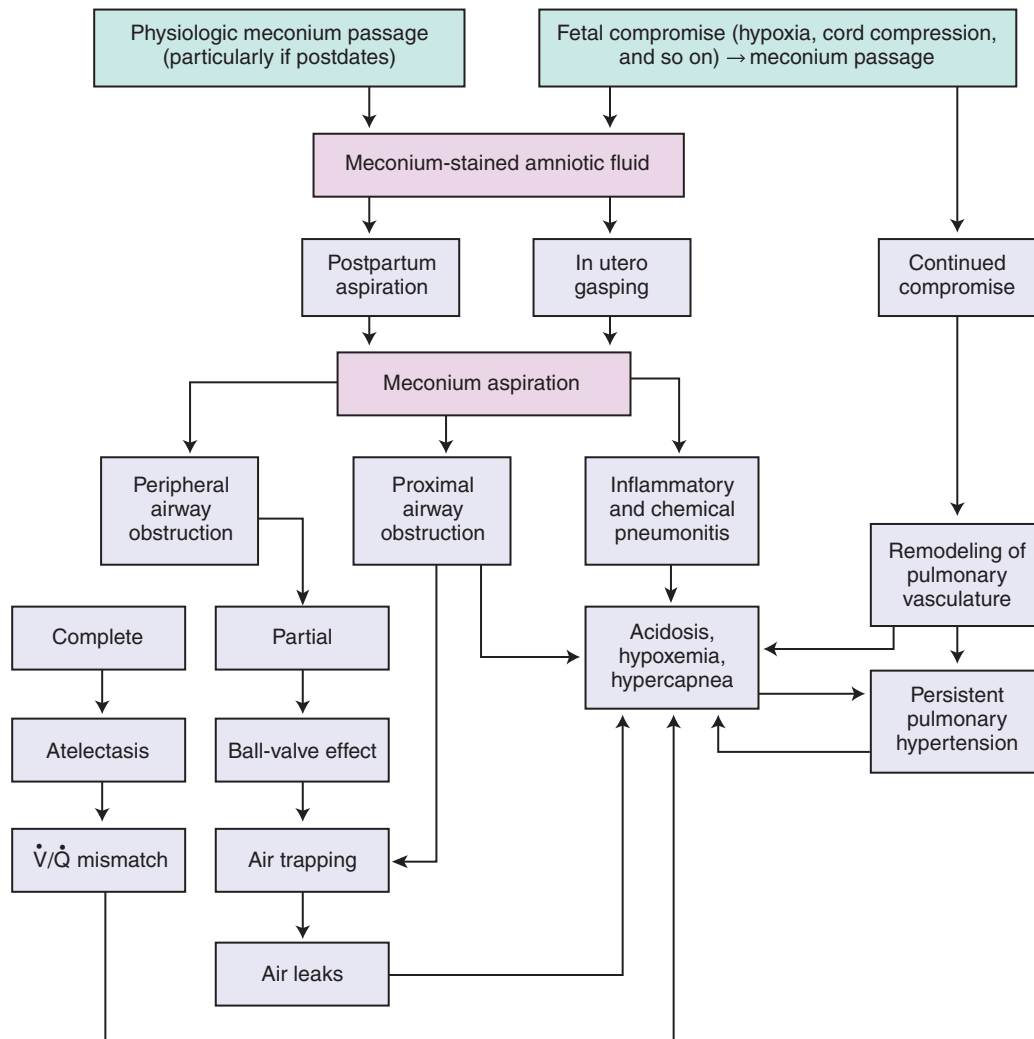 Physiologic meconium passage
(particularly if postdates)
Fetal compromise (hypoxia, cord compression,
and so on) → meconium passage
Meconium-stained amniotic fluid
Postpartum
aspiration
In utero
gasping
Continued
compromise
Meconium aspiration
Peripheral
airway
obstruction
Proximal
airway
obstruction
Inflammatory
and chemical
pneumonitis
Remodeling of
pulmonary
vasculature
Complete
Partial
Acidosis,
hypoxemia,
hypercapnea
Persistent
pulmonary
hypertension
Atelectasis
Ball-valve effect
V̇/Q̇ mismatch
Air trapping
Air leaks